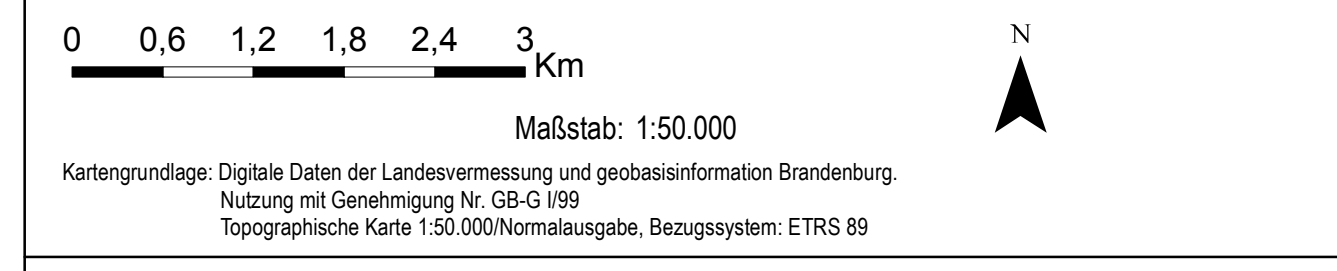 0 0,6 1,2 1,8 2,4 3
Km
N
Maßstab: 1:50.000
Kartengrundlage: Digitale Daten der Landesvermessung und geobasisinformation Brandenburg.
Nutzung mit Genehmigung Nr. GB-G I/99
Topographische Karte 1:50.000/Normalausgabe, Bezugssystem: ETRS 89